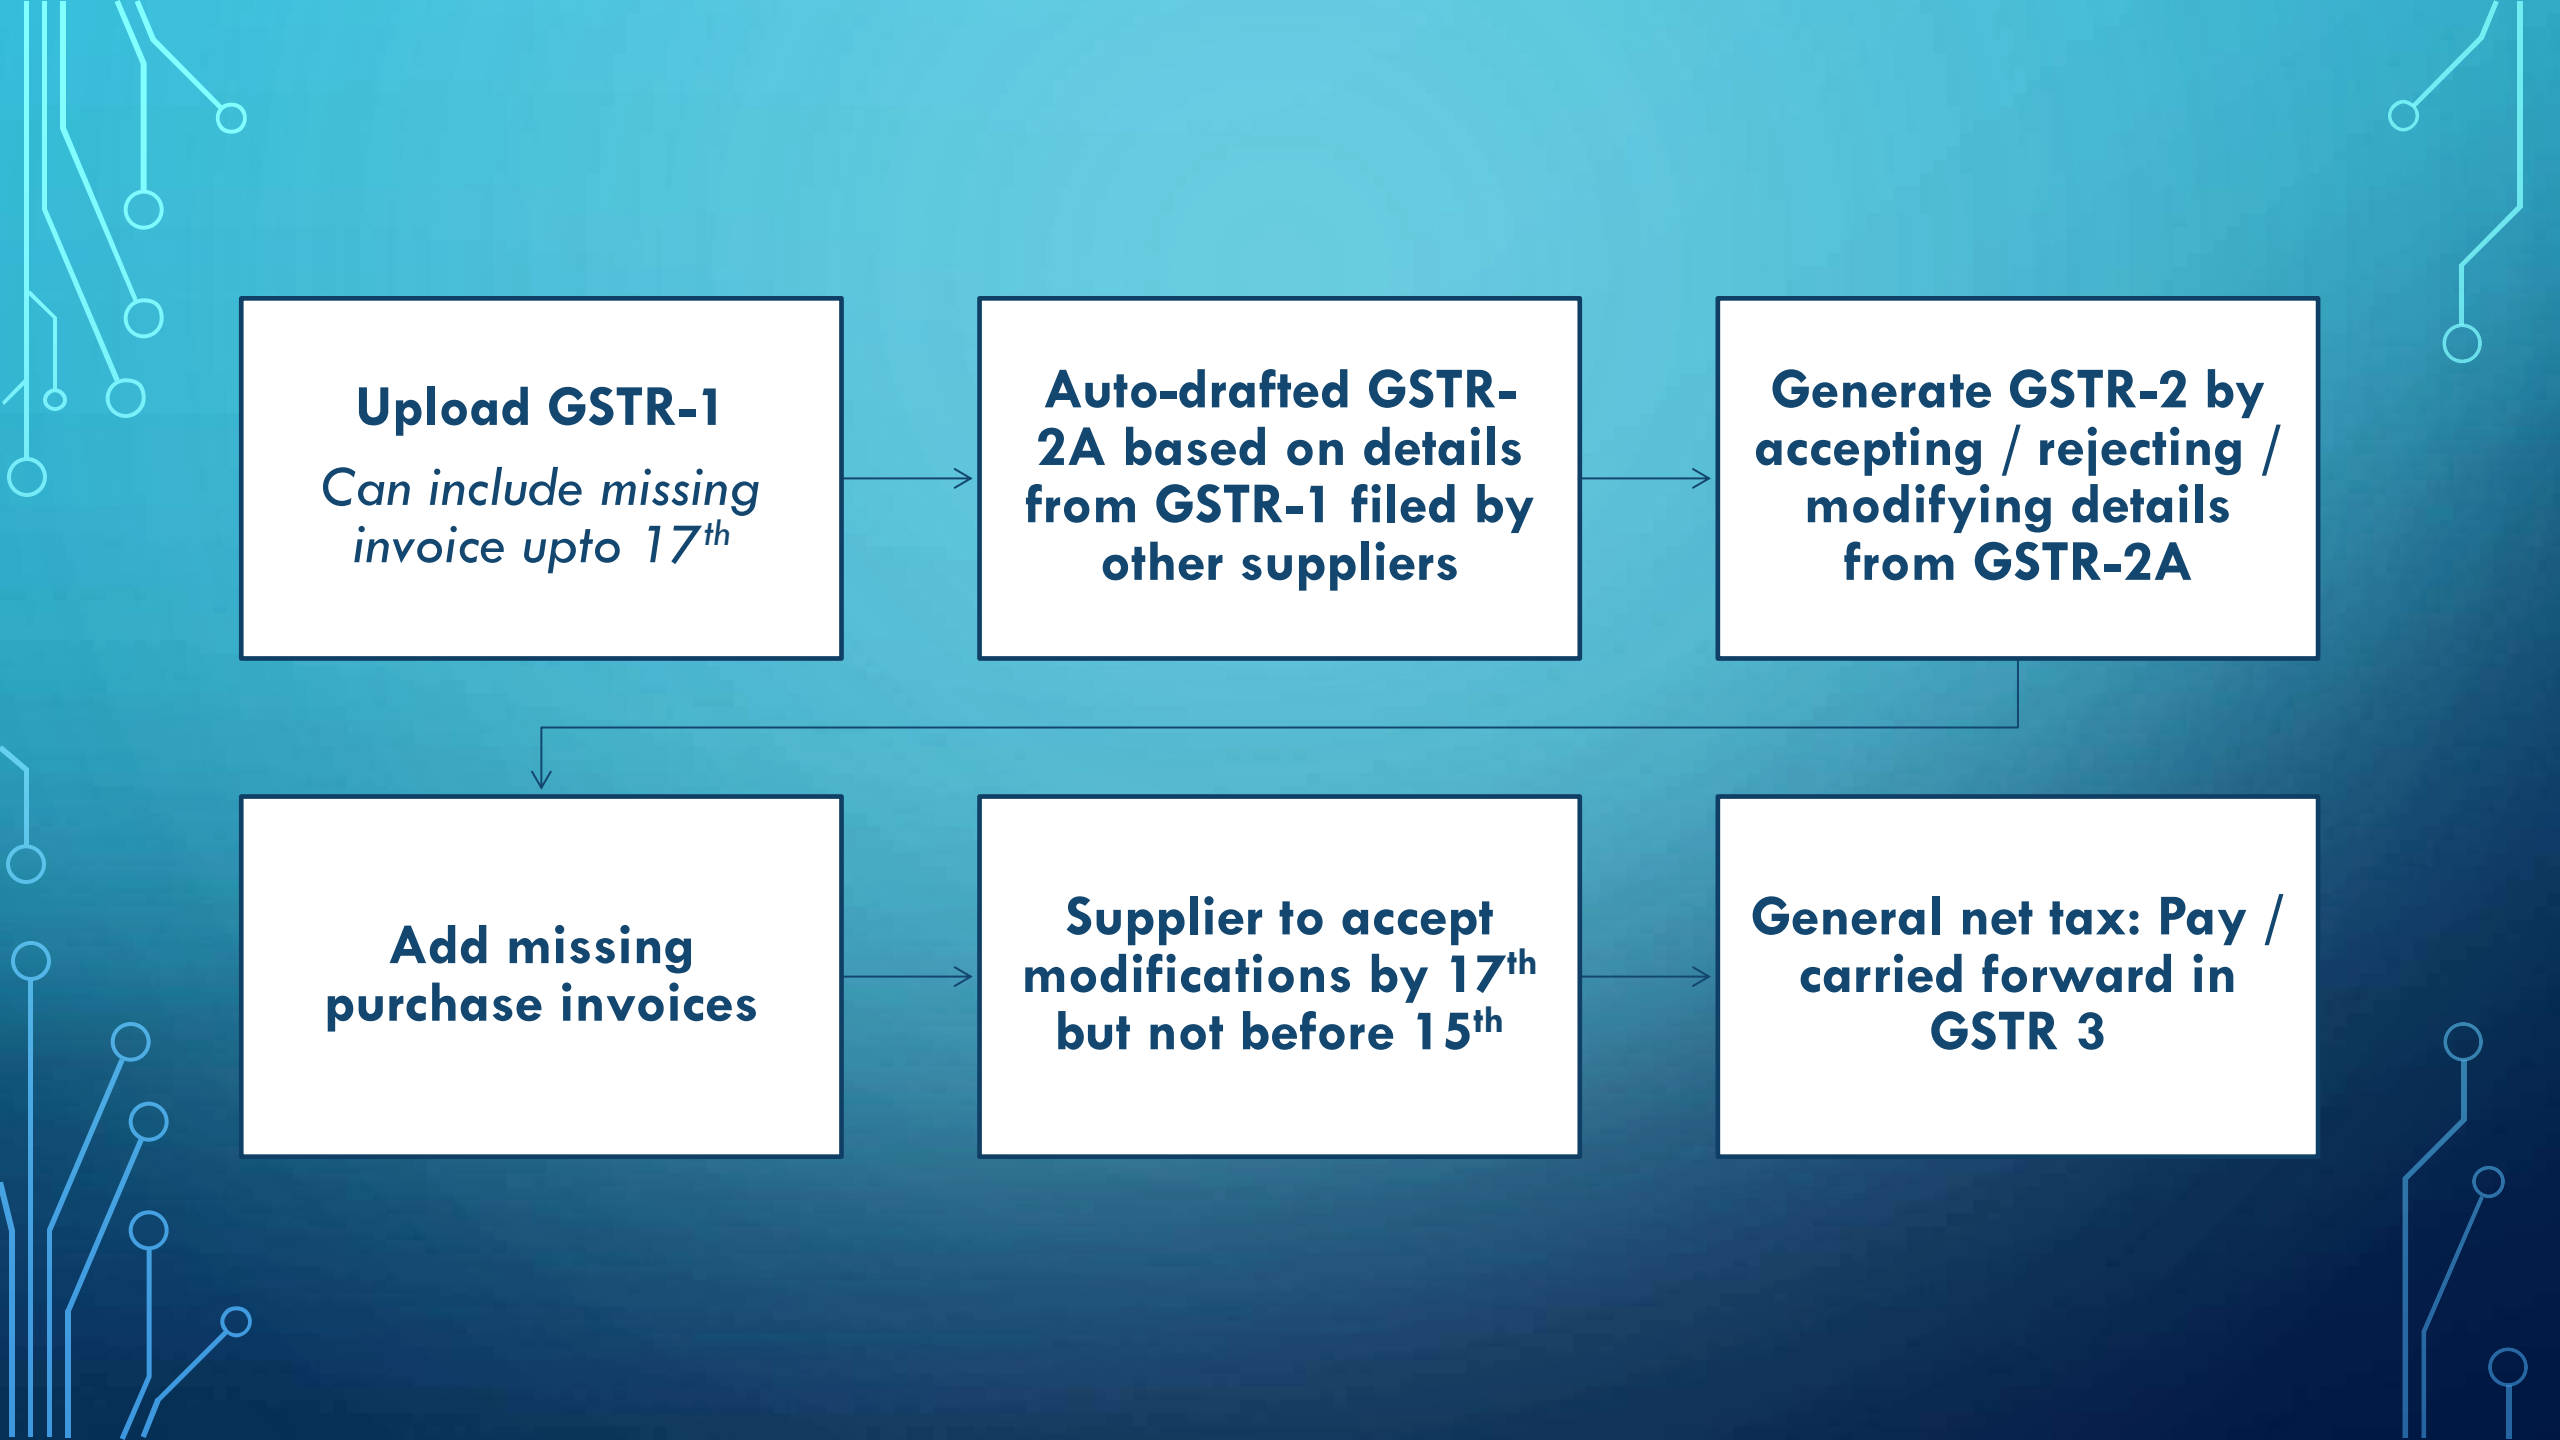 Upload GSTR-1
Can include missing
invoice upto 17th
Auto-drafted GSTR-
2A based on details
from GSTR-1 filed by
other suppliers
Generate GSTR-2 by
accepting / rejecting /
modifying details
from GSTR-2A
Add missing
purchase invoices
Supplier to accept
modifications by 17th
but not before 15th
General net tax: Pay /
carried forward in
GSTR 3